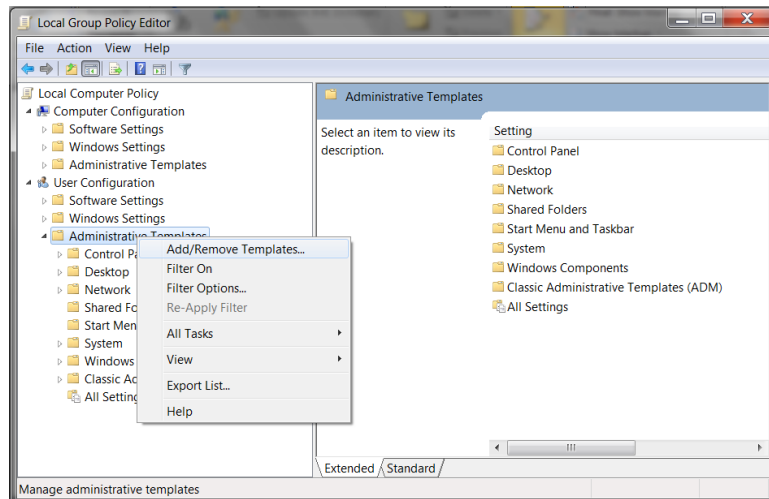 Local Group Policy Editor
File Action View Help
Local Computer Policy
Computer Configuration
Software Settings
Windows Settings
Administrative Templates
User Configuration
Software Settings
Windows Settings
Administrative Templates
Control
Desktop
Network
Shared
Start
System
Windows
Classic
All
Add/Remove Templates...
Filter On
Filter Options...
Re-Apply Filter
All Tasks
View
Export List...
Help
Administrative Templates
Select an item to view its
description.
Setting
Control Panel
Desktop
Network
Shared Folders
Start Menu and Taskbar
System
Windows Components
Classic Administrative Templates (ADM)
All Settings
Extended Standard
Manage administrative templates